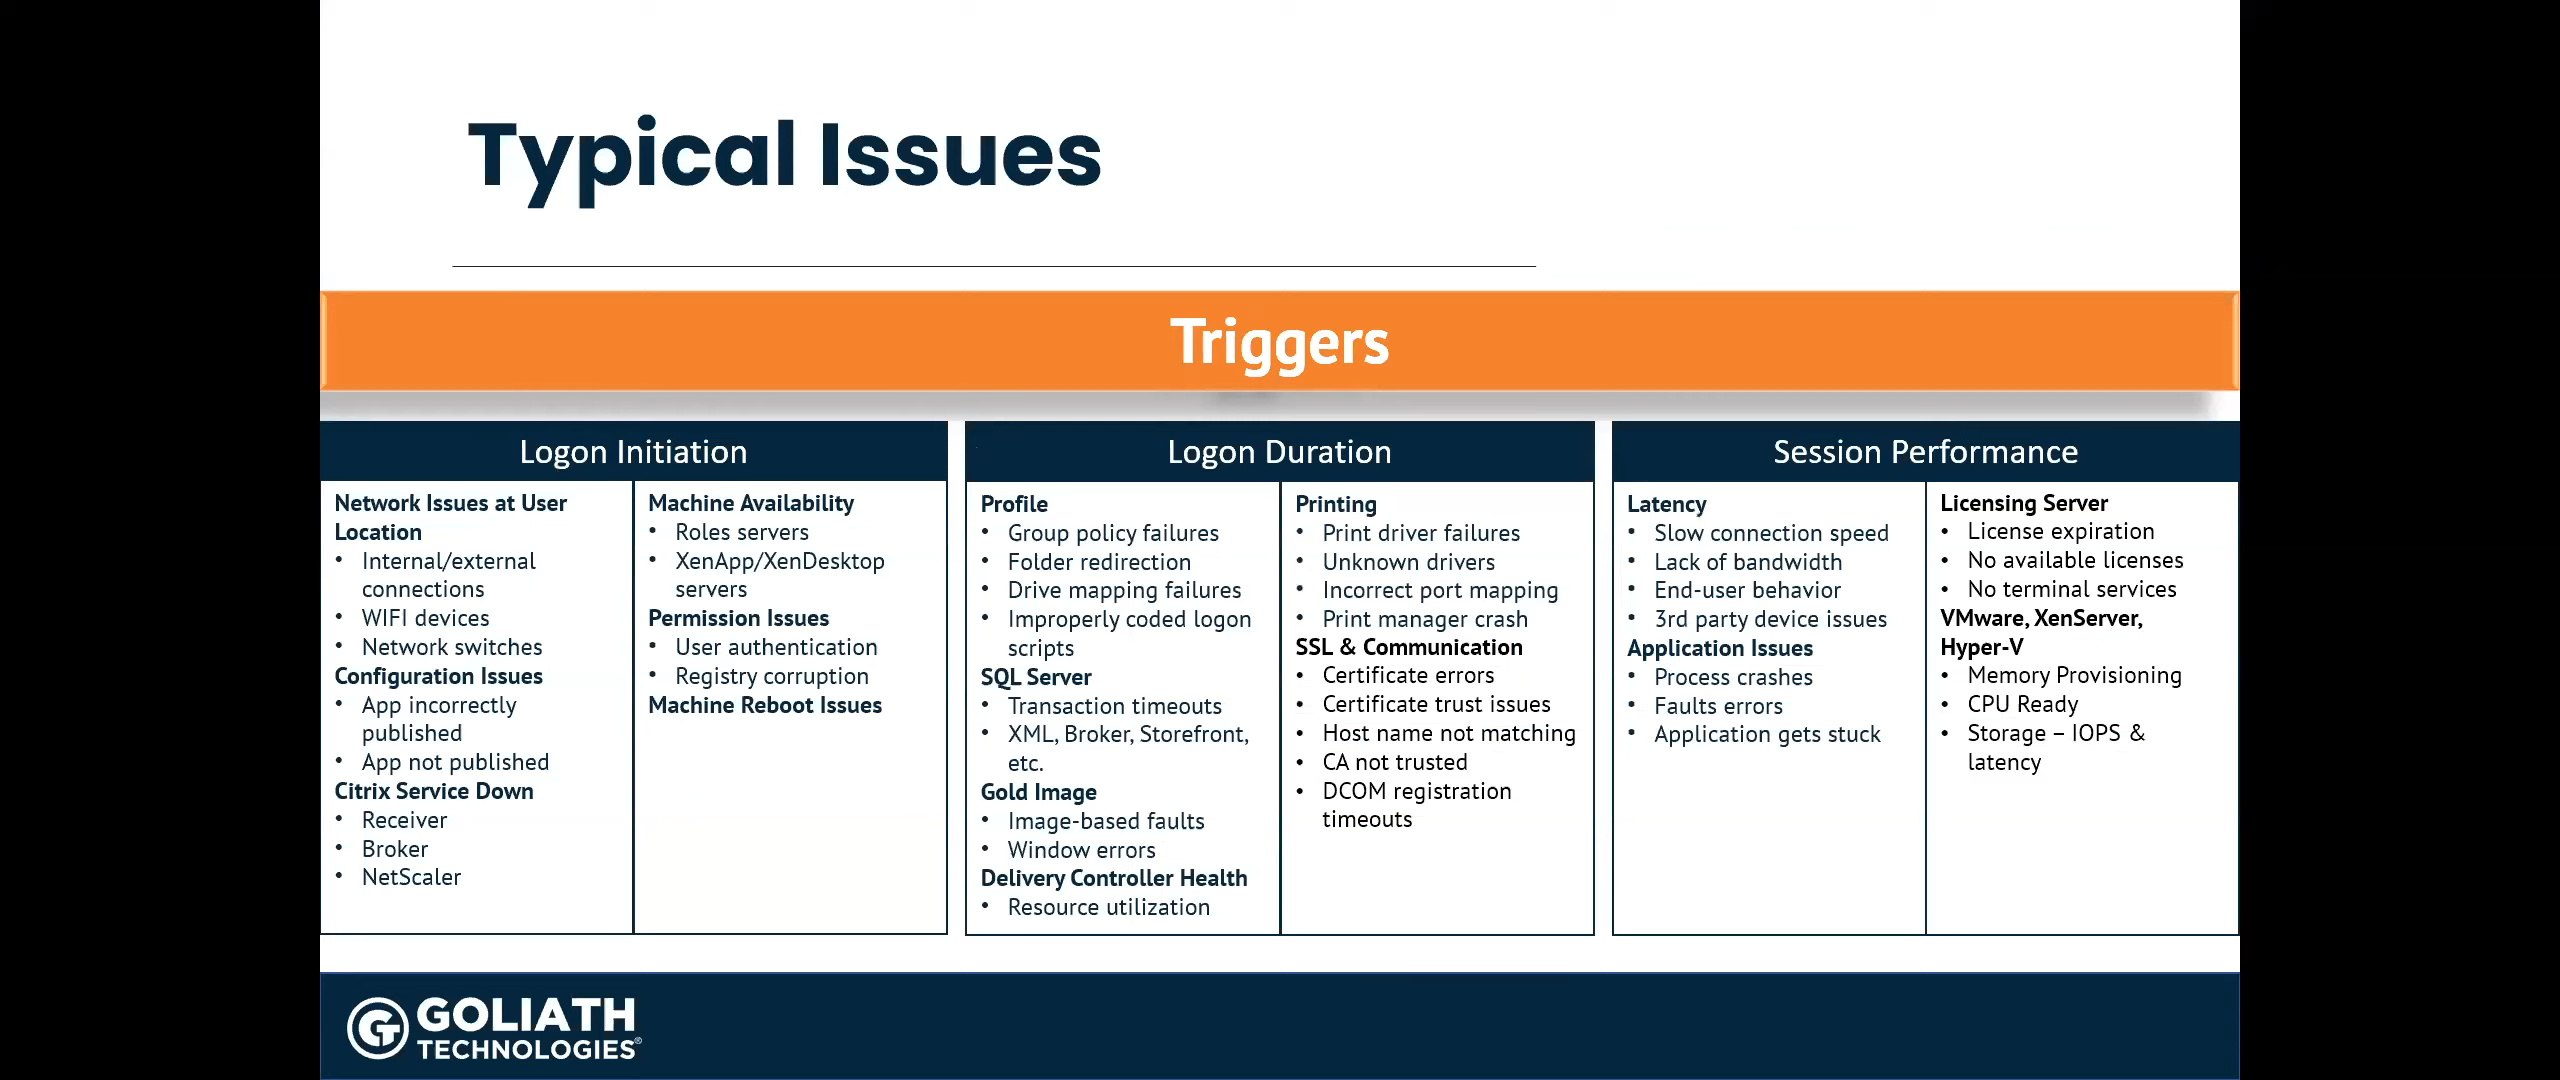 Typical Issues
Triggers
Logon Initiation
Network Issues at User
Location
• Internal/external
connections
• WIFI devices
• Network switches
Configuration Issues
• App incorrectly
published
• App not published
Citrix Service Down
• Receiver
• Broker
• NetScaler
Machine Availability
• Roles servers
• XenApp/XenDesktop
servers
Permission Issues
• User authentication
• Registry corruption
Machine Reboot Issues
Logon Duration
Profile
• Group policy failures
• Folder redirection
• Drive mapping failures
• Improperly coded logon
scripts
SQL Server
• Transaction timeouts
• XML, Broker, Storefront,
etc.
Gold Image
• Image-based faults
• Window errors
Delivery Controller Health
• Resource utilization
Printing
• Print driver failures
• Unknown drivers
• Incorrect port mapping
• Print manager crash
SSL & Communication
• Certificate errors
• Certificate trust issues
• Host name not matching
• CA not trusted
• DCOM registration
timeouts
Session Performance
Latency
• Slow connection speed
• Lack of bandwidth
• End-user behavior
• 3rd party device issues
Application Issues
• Process crashes
• Faults errors
• Application gets stuck
Licensing Server
• License expiration
• No available licenses
• No terminal services
VMware, XenServer,
Hyper-V
• Memory Provisioning
• CPU Ready
• Storage – IOPS &
latency
GOLIATH
TECHNOLOGIES®